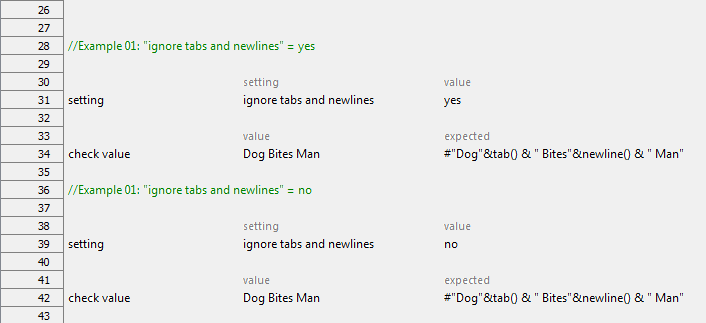 26
27
28 //Example 01: "ignore tabs and newlines" = yes
29
30 setting value
31 setting ignore tabs and newlines yes
32
33 value expected
34 check value Dog Bites Man #"Dog"&tab() & " Bites"&newline() & " Man"
35
36 //Example 01: "ignore tabs and newlines" = no
37
38 setting value
39 setting ignore tabs and newlines no
40
41 value expected
42 check value Dog Bites Man #"Dog"&tab() & " Bites"&newline() & " Man"
43